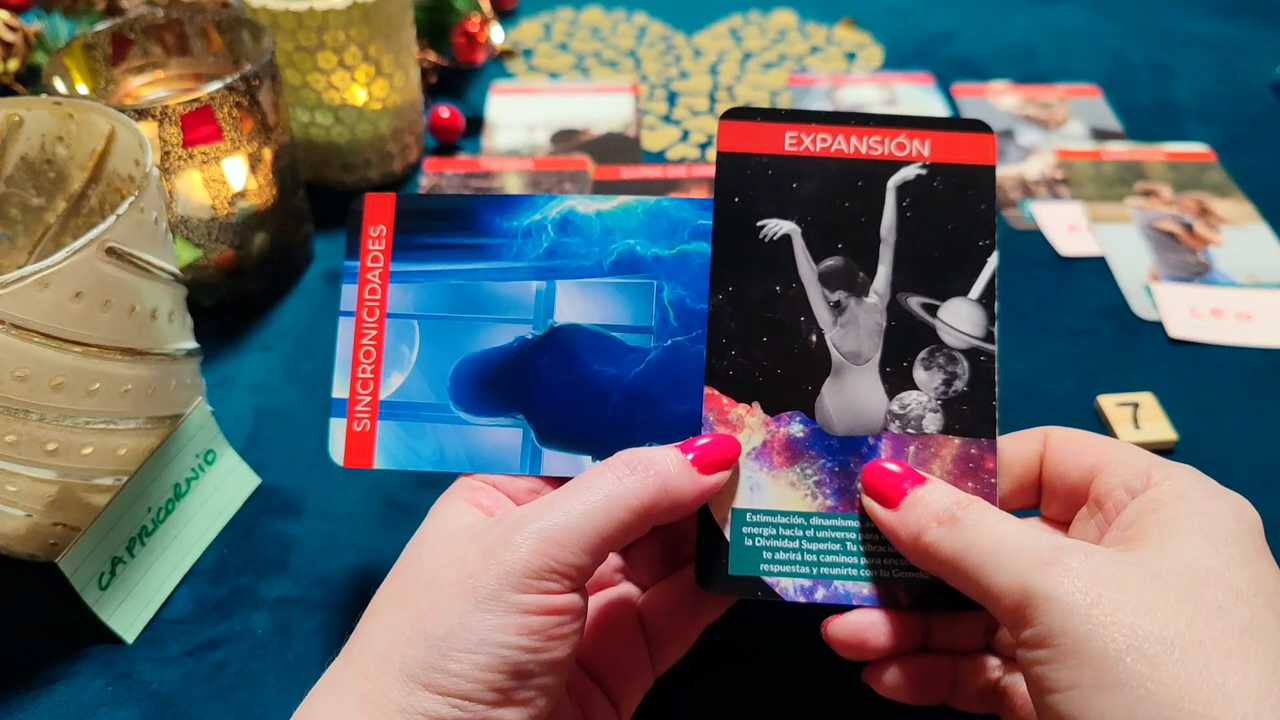 EXPANSIÓN
SINCRONICIDADES
Estimulación, dinamismo,
energía hacia el universo para
la Divinidad Superior. Tu vibración
te abrirá los caminos para
respuestas y reunirte con tu Gemelo.
CAPRICORNIO
7
LEO